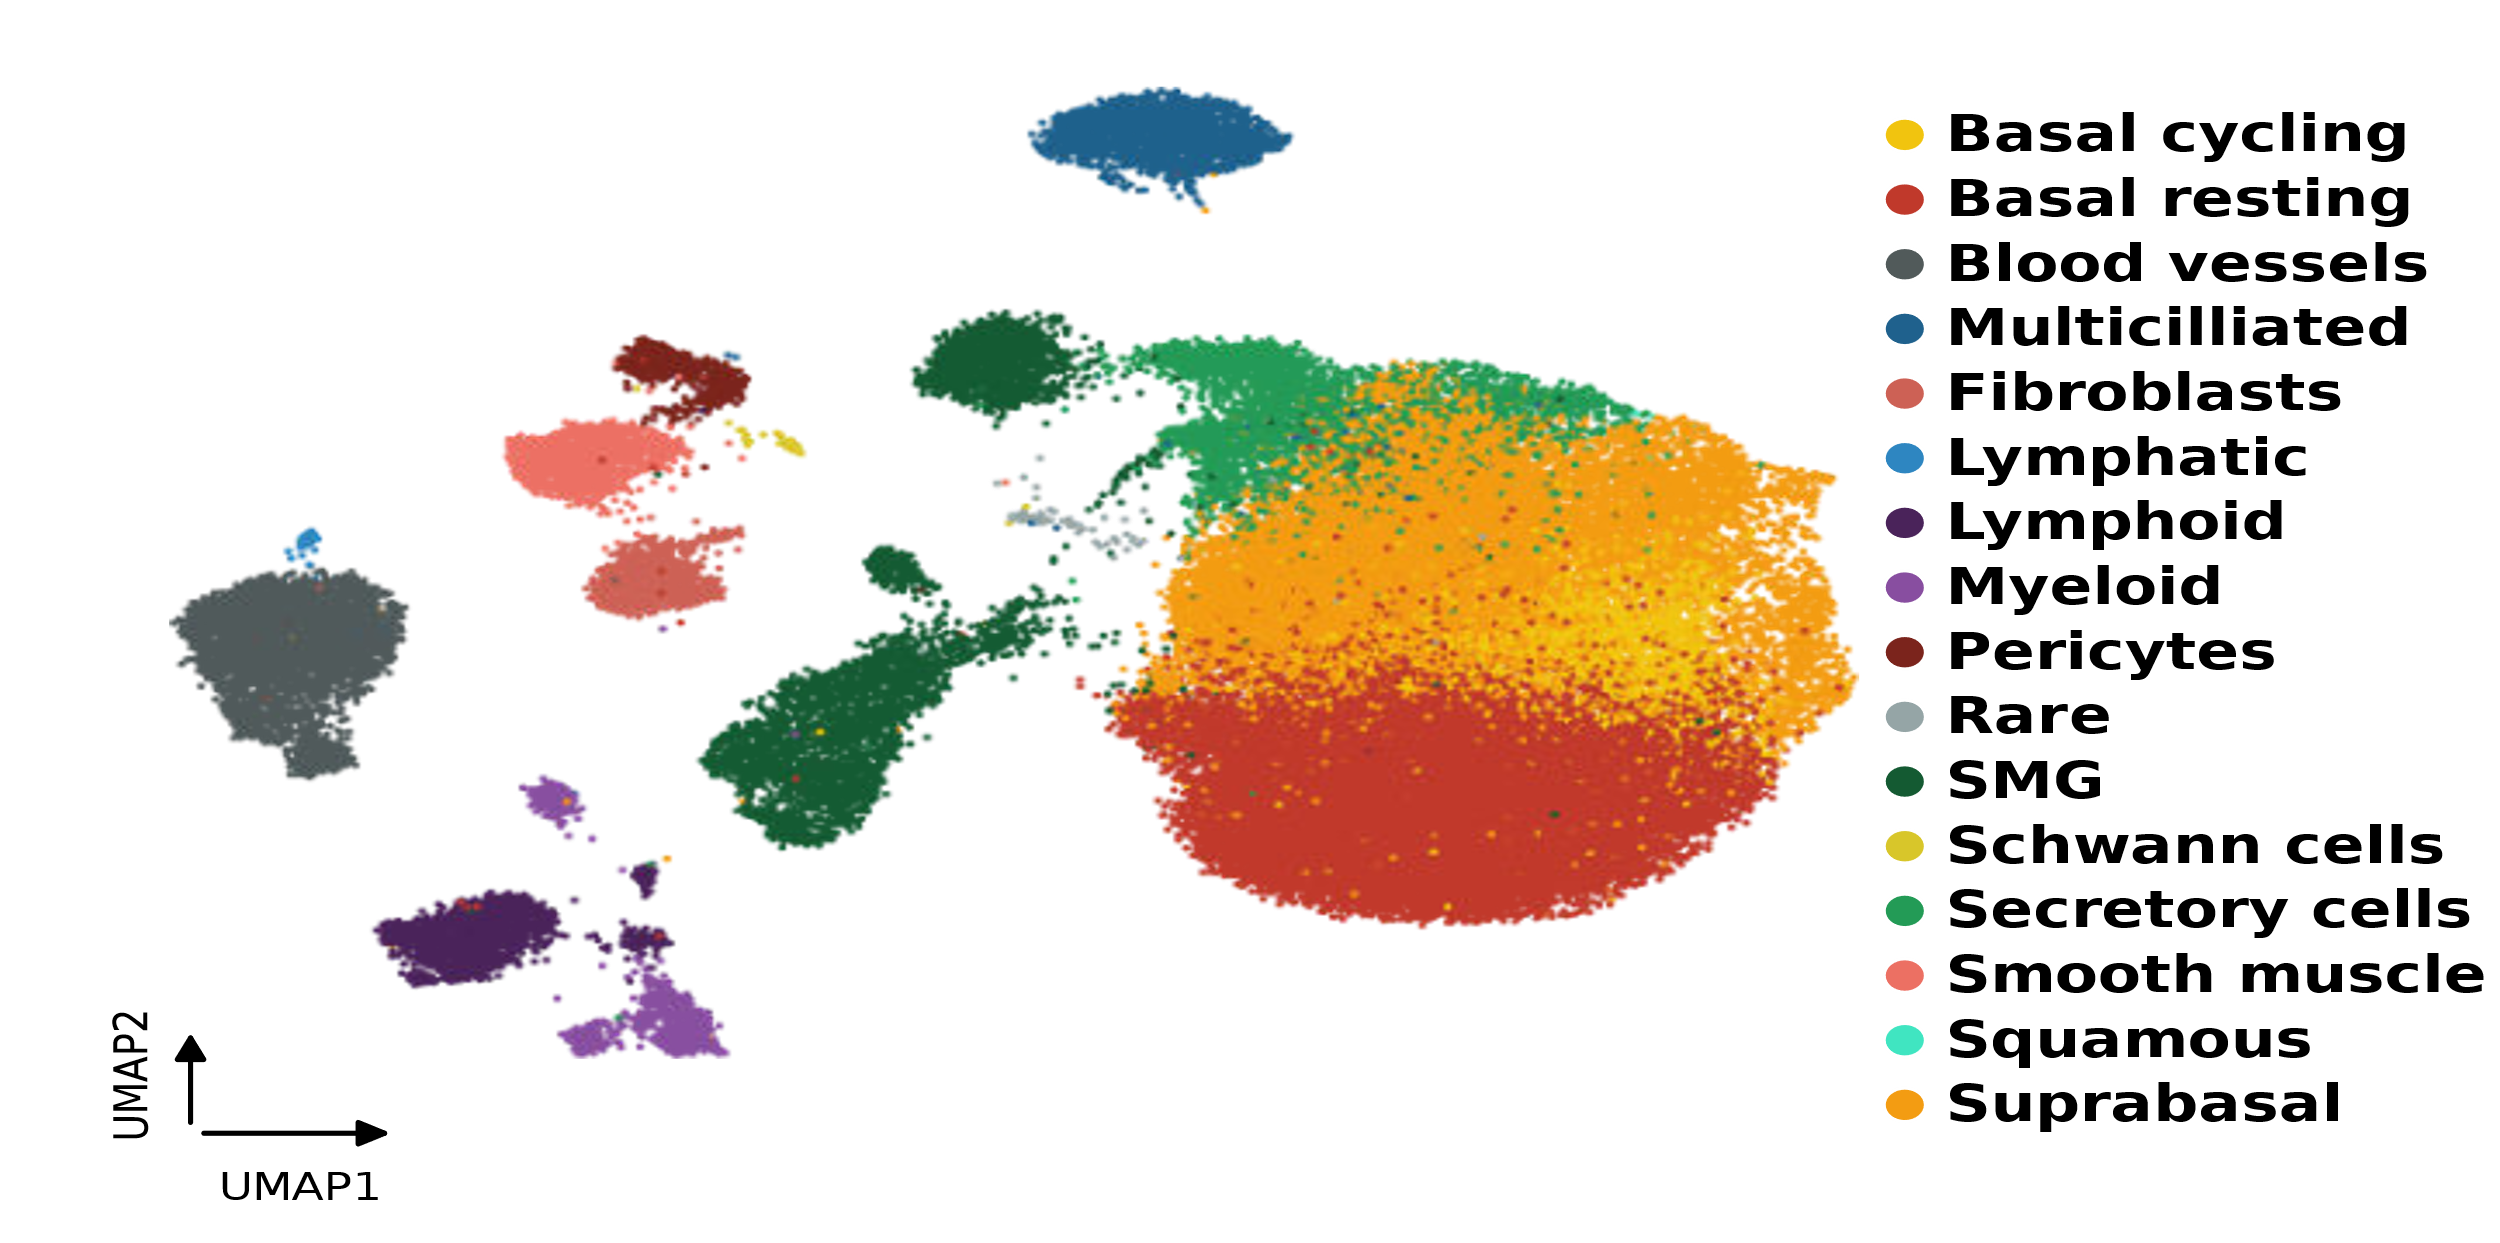 Basal cycling
Basal resting
Blood vessels
Multicilliated
Fibroblasts
Lymphatic
Lymphoid
Myeloid
Pericytes
Rare
SMG
Schwann cells
Secretory cells
Smooth muscle
Squamous
Suprabasal
UMAP2
UMAP1